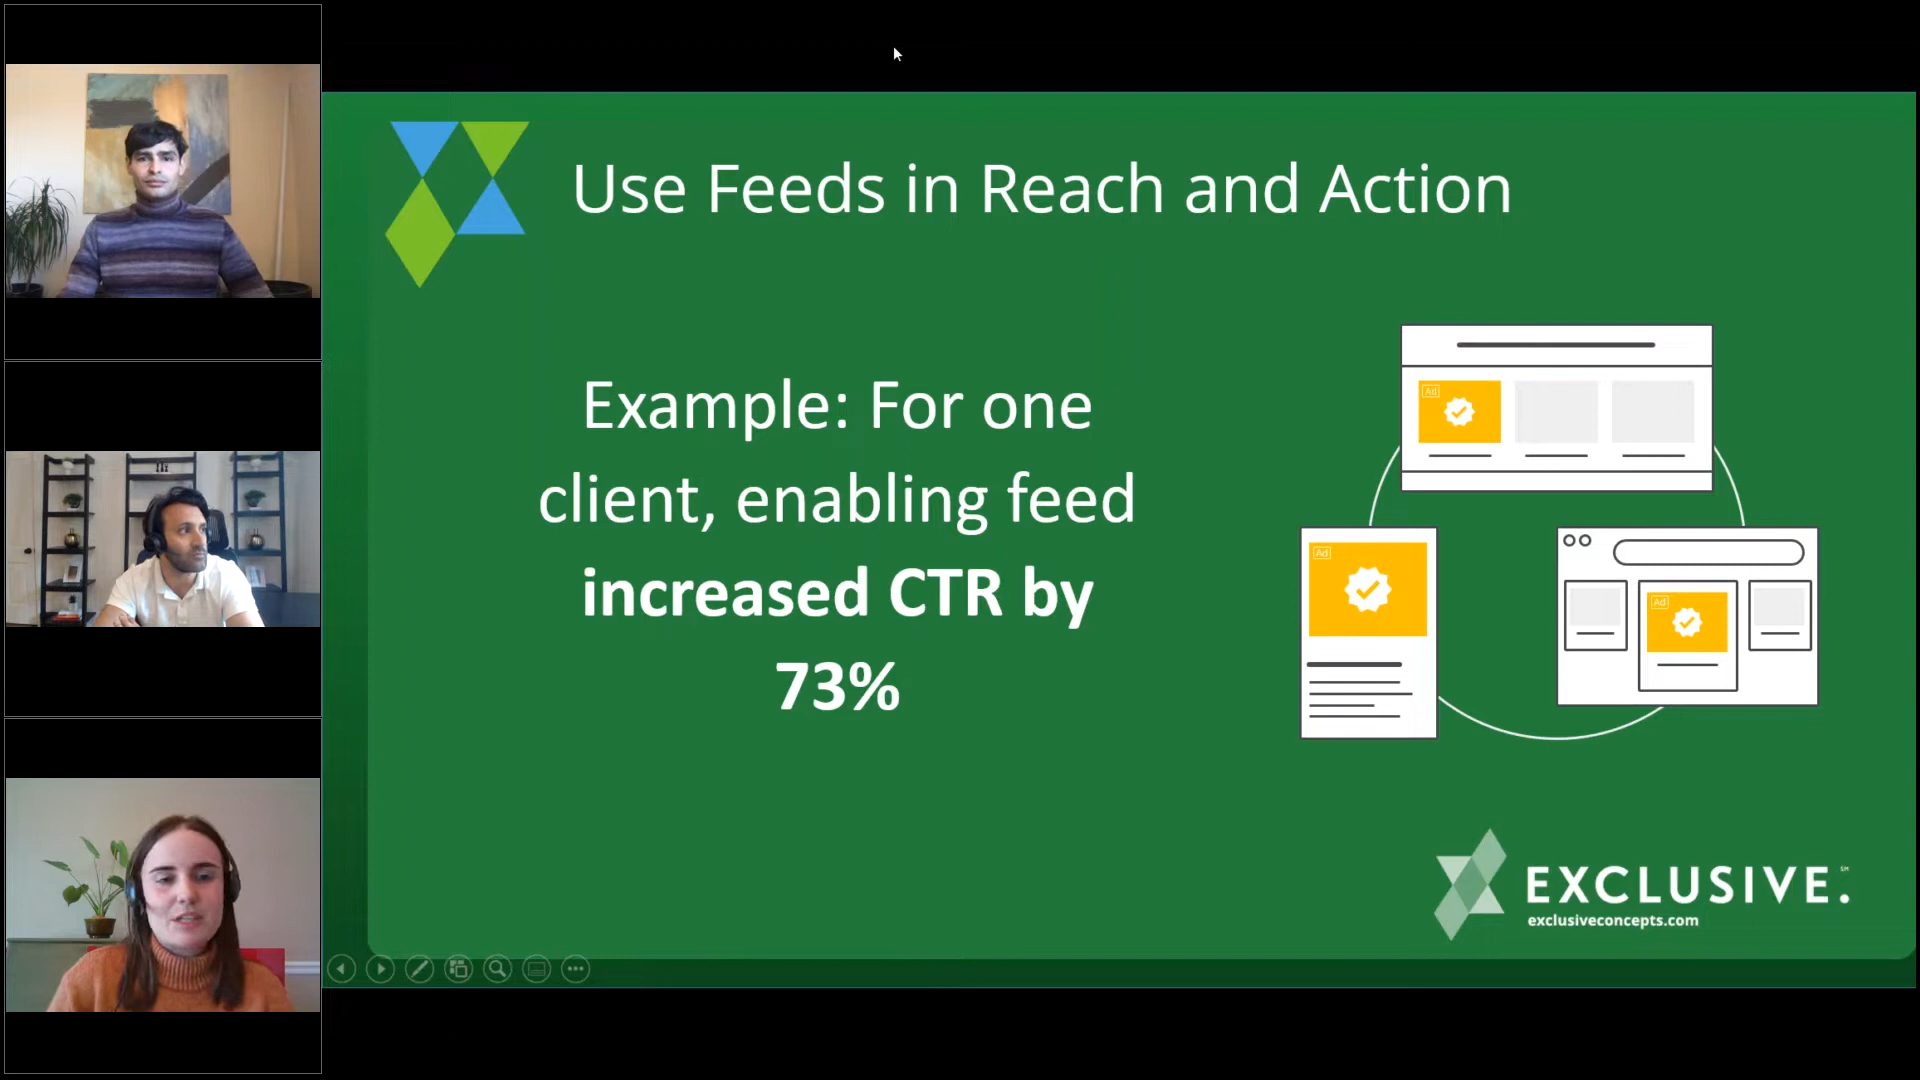 Use Feeds in Reach and Action
Example: For one
client, enabling feed
increased CTR by
73%
Ad
Ad
Ad
EXCLUSIVE.℠
exclusiveconcepts.com